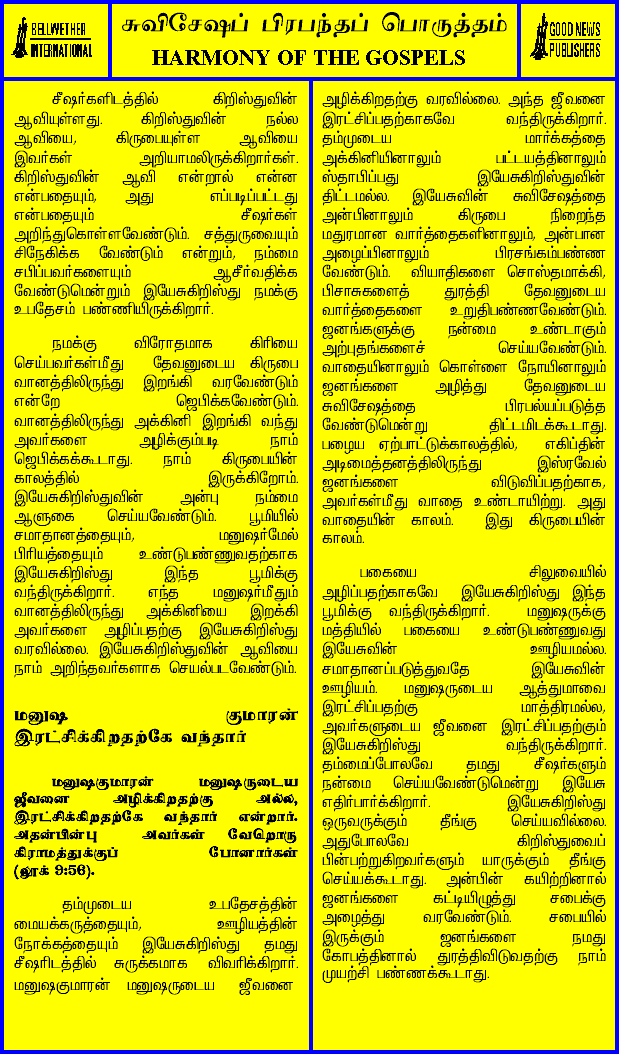 BELLWETHER
INTERNATIONAL
சுவிசேஷப் பிரபந்தப் பொருத்தம்
HARMONY OF THE GOSPELS
GOOD NEWS
PUBLISHERS
சீஷர்களிடத்தில் கிறிஸ்துவின்
ஆவியுள்ளது. கிறிஸ்துவின் நல்ல
ஆவியை, கிருபையுள்ள ஆவியை
இவர்கள் அறியாமலிருக்கிறார்கள்.
கிறிஸ்துவின் ஆவி என்றால் என்ன
என்பதையும், அது எப்படிப்பட்டது
என்பதையும் சீஷர்கள்
அறிந்துகொள்ளவேண்டும். சத்துருவையும்
சிநேகிக்க வேண்டும் என்றும், நம்மை
சபிப்பவர்களையும் ஆசீர்வதிக்க
வேண்டுமென்றும் இயேசுகிறிஸ்து நமக்கு
உபதேசம் பண்ணியிருக்கிறார்.
நமக்கு விரோதமாக கிரியை
செய்பவர்கள்மீது தேவனுடைய கிருபை
வானத்திலிருந்து இறங்கி வரவேண்டும்
என்றே ஜெபிக்கவேண்டும்.
வானத்திலிருந்து அக்கினி இறங்கி வந்து
அவர்களை அழிக்கும்படி நாம்
ஜெபிக்கக்கூடாது. நாம் கிருபையின்
காலத்தில் இருக்கிறோம்.
இயேசுகிறிஸ்துவின் அன்பு நம்மை
ஆளுகை செய்யவேண்டும். பூமியில்
சமாதானத்தையும், மனுஷர்மேல்
பிரியத்தையும் உண்டுபண்ணுவதற்காக
இயேசுகிறிஸ்து இந்த பூமிக்கு
வந்திருக்கிறார். எந்த மனுஷர்மீதும்
வானத்திலிருந்து அக்கினியை இறக்கி
அவர்களை அழிப்பதற்கு இயேசுகிறிஸ்து
வரவில்லை. இயேசுகிறிஸ்துவின் ஆவியை
நாம் அறிந்தவர்களாக செயல்படவேண்டும்.
மனுஷ குமாரன்
இரட்சிக்கிறதற்கே வந்தார்
மனுஷகுமாரன் மனுஷருடைய
ஜீவனை அழிக்கிறதற்கு அல்ல,
இரட்சிக்கிறதற்கே வந்தார் என்றார்.
அதன்பின்பு அவர்கள் வேறொரு
கிராமத்துக்குப் போனார்கள்
(லூக் 9:56).
தம்முடைய உபதேசத்தின்
மையக்கருத்தையும், ஊழியத்தின்
நோக்கத்தையும் இயேசுகிறிஸ்து தமது
சீஷரிடத்தில் சுருக்கமாக விவரிக்கிறார்.
மனுஷகுமாரன் மனுஷருடைய ஜீவனை
அழிக்கிறதற்கு வரவில்லை. அந்த ஜீவனை
இரட்சிப்பதற்காகவே வந்திருக்கிறார்.
தம்முடைய மார்க்கத்தை
அக்கினியினாலும் பட்டயத்தினாலும்
ஸ்தாபிப்பது இயேசுகிறிஸ்துவின்
திட்டமல்ல. இயேசுவின் சுவிசேஷத்தை
அன்பினாலும் கிருபை நிறைந்த
மதுரமான வார்த்தைகளினாலும், அன்பான
அழைப்பினாலும் பிரசங்கம்பண்ண
வேண்டும். வியாதிகளை சொஸ்தமாக்கி,
பிசாசுகளைத் துரத்தி தேவனுடைய
வார்த்தைகளை உறுதிபண்ணவேண்டும்.
ஜனங்களுக்கு நன்மை உண்டாகும்
அற்புதங்களைச் செய்யவேண்டும்.
வாதையினாலும் கொள்ளை நோயினாலும்
ஜனங்களை அழித்து தேவனுடைய
சுவிசேஷத்தை பிரபல்யப்படுத்த
வேண்டுமென்று திட்டமிடக்கூடாது.
பழைய ஏற்பாட்டுக்காலத்தில், எகிப்தின்
அடிமைத்தனத்திலிருந்து இஸ்ரவேல்
ஜனங்களை விடுவிப்பதற்காக,
அவர்கள்மீது வாதை உண்டாயிற்று. அது
வாதையின் காலம். இது கிருபையின்
காலம்.
பகையை சிலுவையில்
அழிப்பதற்காகவே இயேசுகிறிஸ்து இந்த
பூமிக்கு வந்திருக்கிறார். மனுஷருக்கு
மத்தியில் பகையை உண்டுபண்ணுவது
இயேசுவின் ஊழியமல்ல.
சமாதானப்படுத்துவதே இயேசுவின்
ஊழியம். மனுஷருடைய ஆத்துமாவை
இரட்சிப்பதற்கு மாத்திரமல்ல,
அவர்களுடைய ஜீவனை இரட்சிப்பதற்கும்
இயேசுகிறிஸ்து வந்திருக்கிறார்.
தம்மைப்போலவே தமது சீஷர்களும்
நன்மை செய்யவேண்டுமென்று இயேசு
எதிர்பார்க்கிறார். இயேசுகிறிஸ்து
ஒருவருக்கும் தீங்கு செய்யவில்லை.
அதுபோலவே கிறிஸ்துவைப்
பின்பற்றுகிறவர்களும் யாருக்கும் தீங்கு
செய்யக்கூடாது. அன்பின் கயிற்றினால்
ஜனங்களை கட்டியிழுத்து சபைக்கு
அழைத்து வரவேண்டும். சபையில்
இருக்கும் ஜனங்களை நமது
கோபத்தினால் துரத்திவிடுவதற்கு நாம்
முயற்சி பண்ணக்கூடாது.